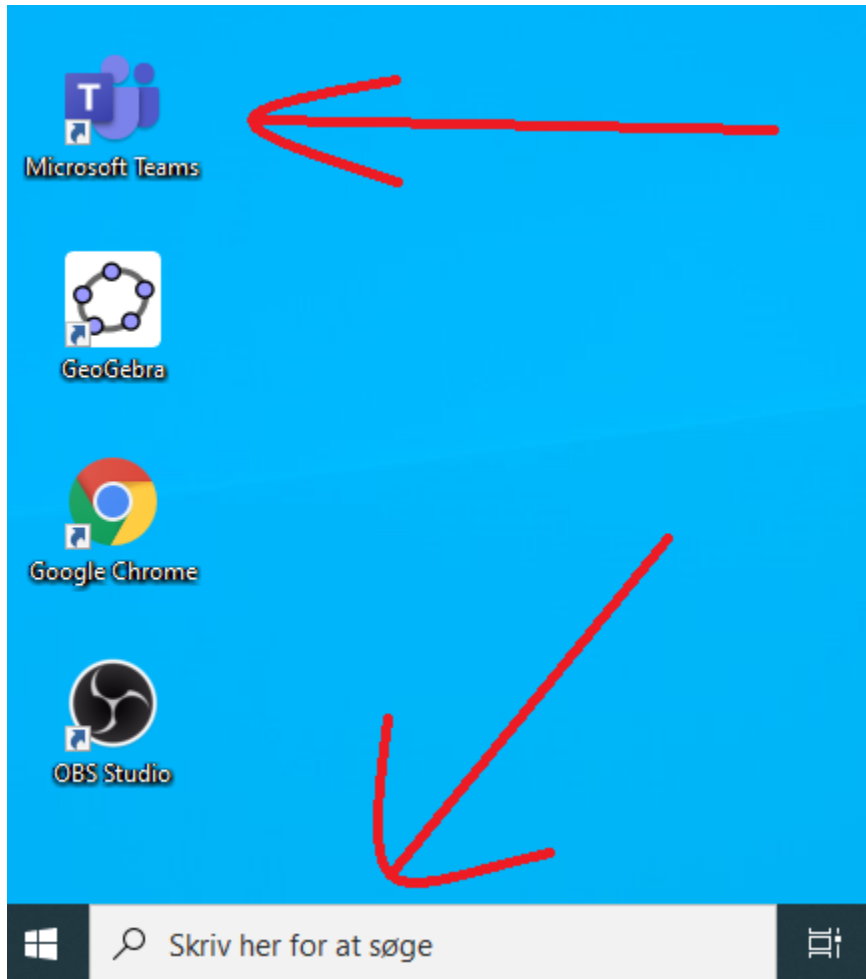 Microsoft Teams
GeoGebra
Google Chrome
OBS Studio
Skriv her for at søge